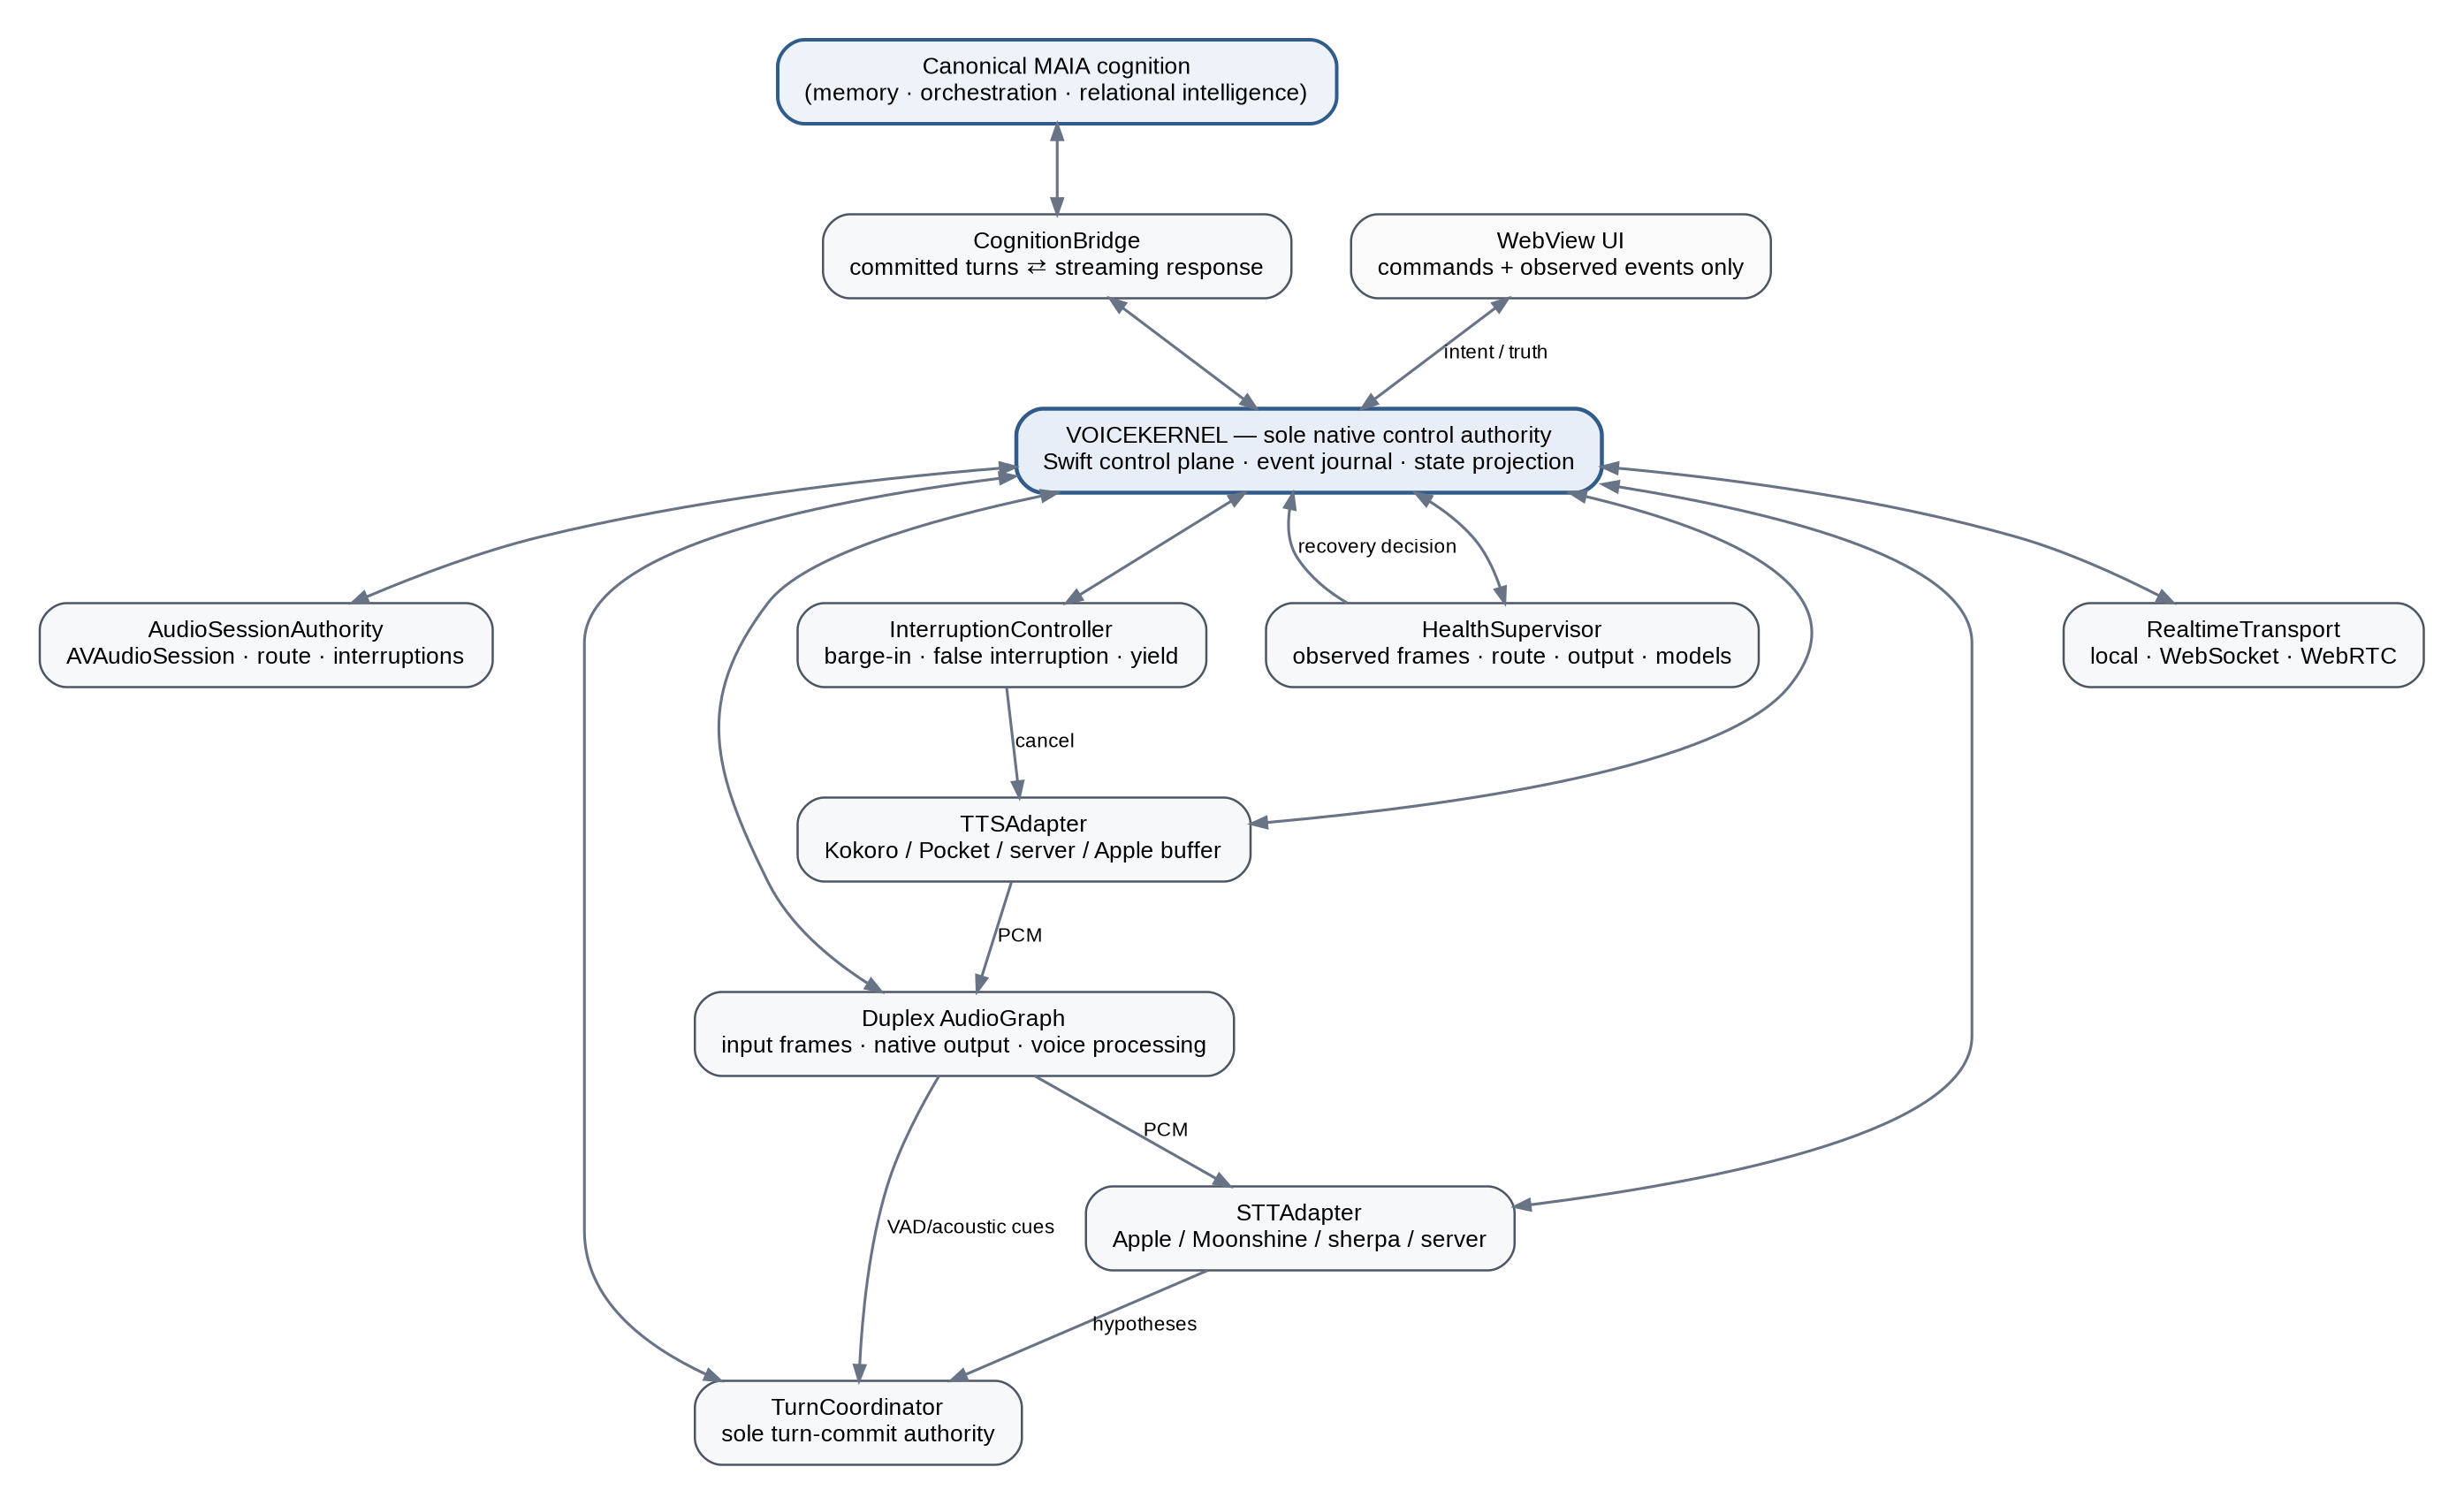 Canonical MAIA cognition
(memory · orchestration · relational intelligence)
CognitionBridge
committed turns ⇄ streaming response
WebView UI
commands + observed events only
intent / truth
VOICEKERNEL — sole native control authority
Swift control plane · event journal · state projection
recovery decision
AudioSessionAuthority
AVAudioSession · route · interruptions
InterruptionController
barge-in · false interruption · yield
HealthSupervisor
observed frames · route · output · models
RealtimeTransport
local · WebSocket · WebRTC
cancel
TTSAdapter
Kokoro / Pocket / server / Apple buffer
PCM
Duplex AudioGraph
input frames · native output · voice processing
PCM
VAD/acoustic cues
STTAdapter
Apple / Moonshine / sherpa / server
hypotheses
TurnCoordinator
sole turn-commit authority